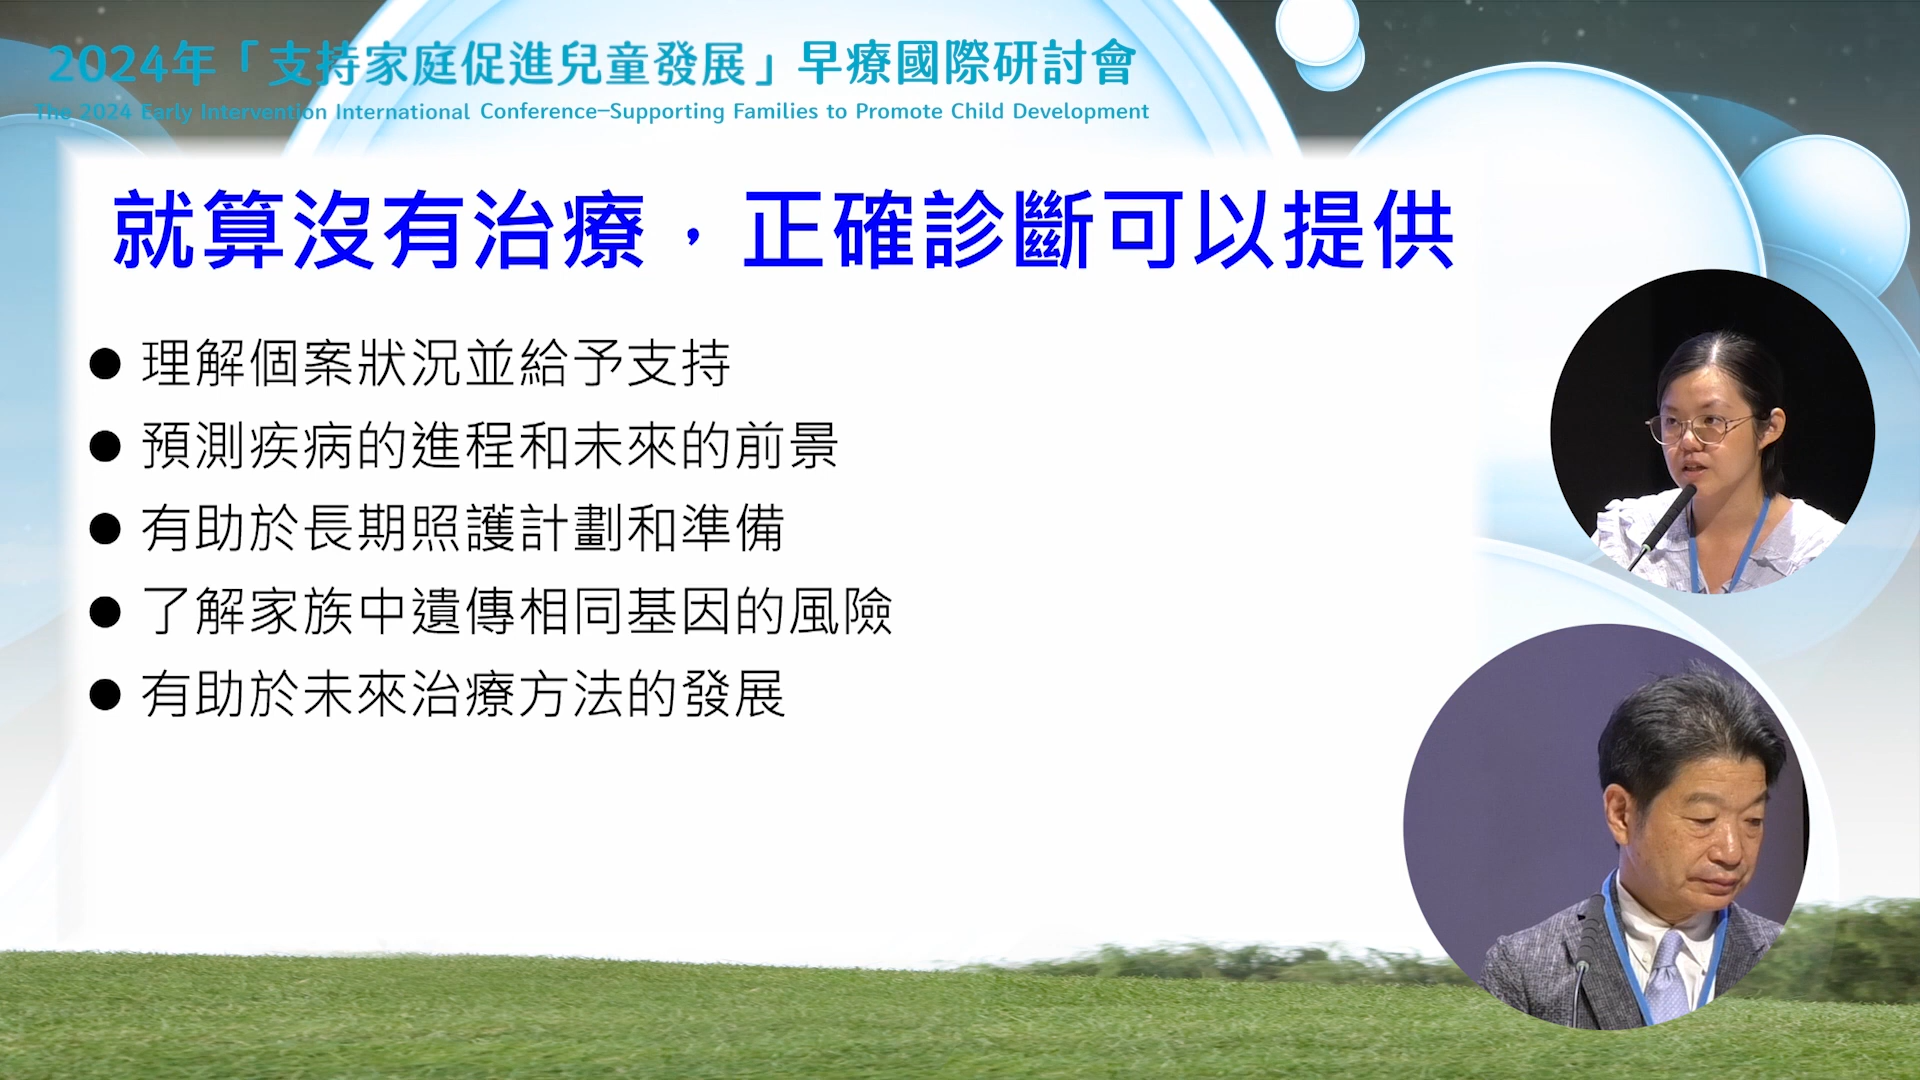 2024年「支持家庭促進兒童發展」早療國際研討會
The 2024 Early Intervention International Conference–Supporting Families to Promote Child Development
就算沒有治療，正確診斷可以提供
● 理解個案狀況並給予支持
● 預測疾病的進程和未來的前景
● 有助於長期照護計劃和準備
● 了解家族中遺傳相同基因的風險
● 有助於未來治療方法的發展